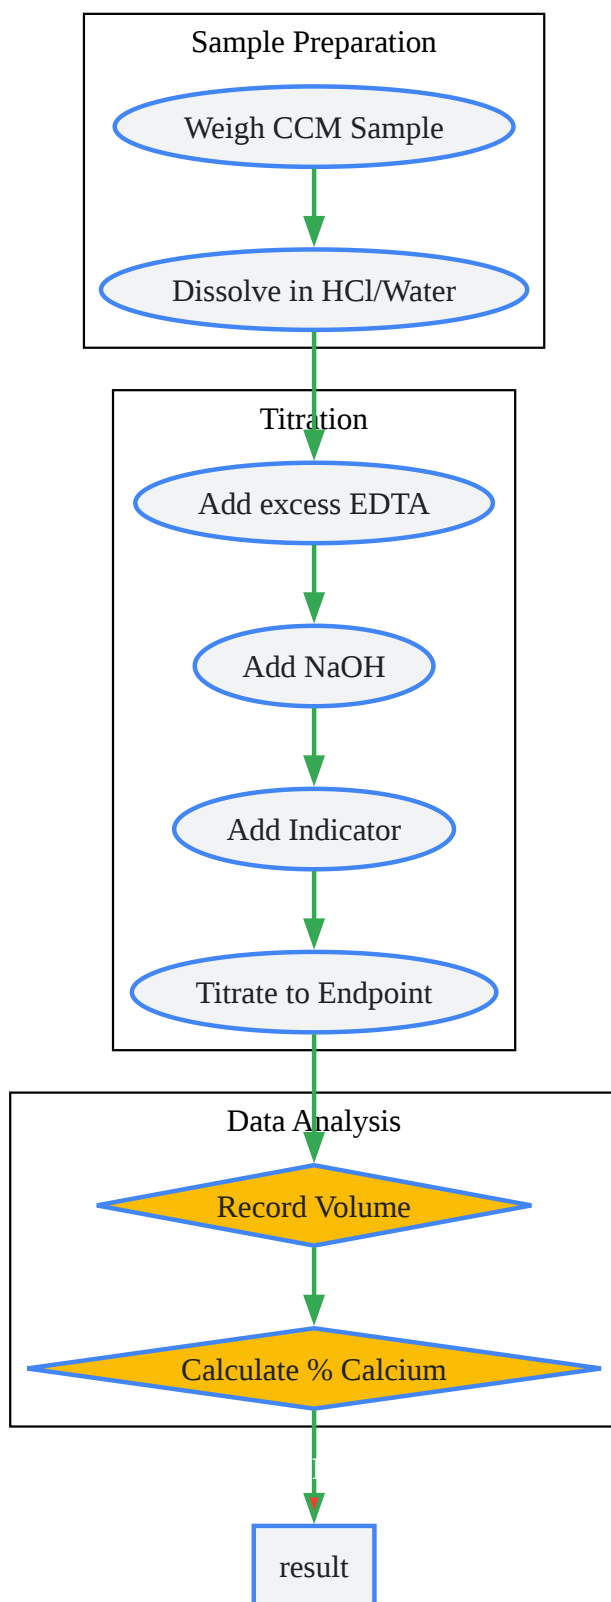 Sample Preparation
Weigh CCM Sample
Dissolve in HCl/Water
Titration
Add excess EDTA
Add NaOH
Add Indicator
Titrate to Endpoint
Data Analysis
Record Volume
Calculate % Calcium
result